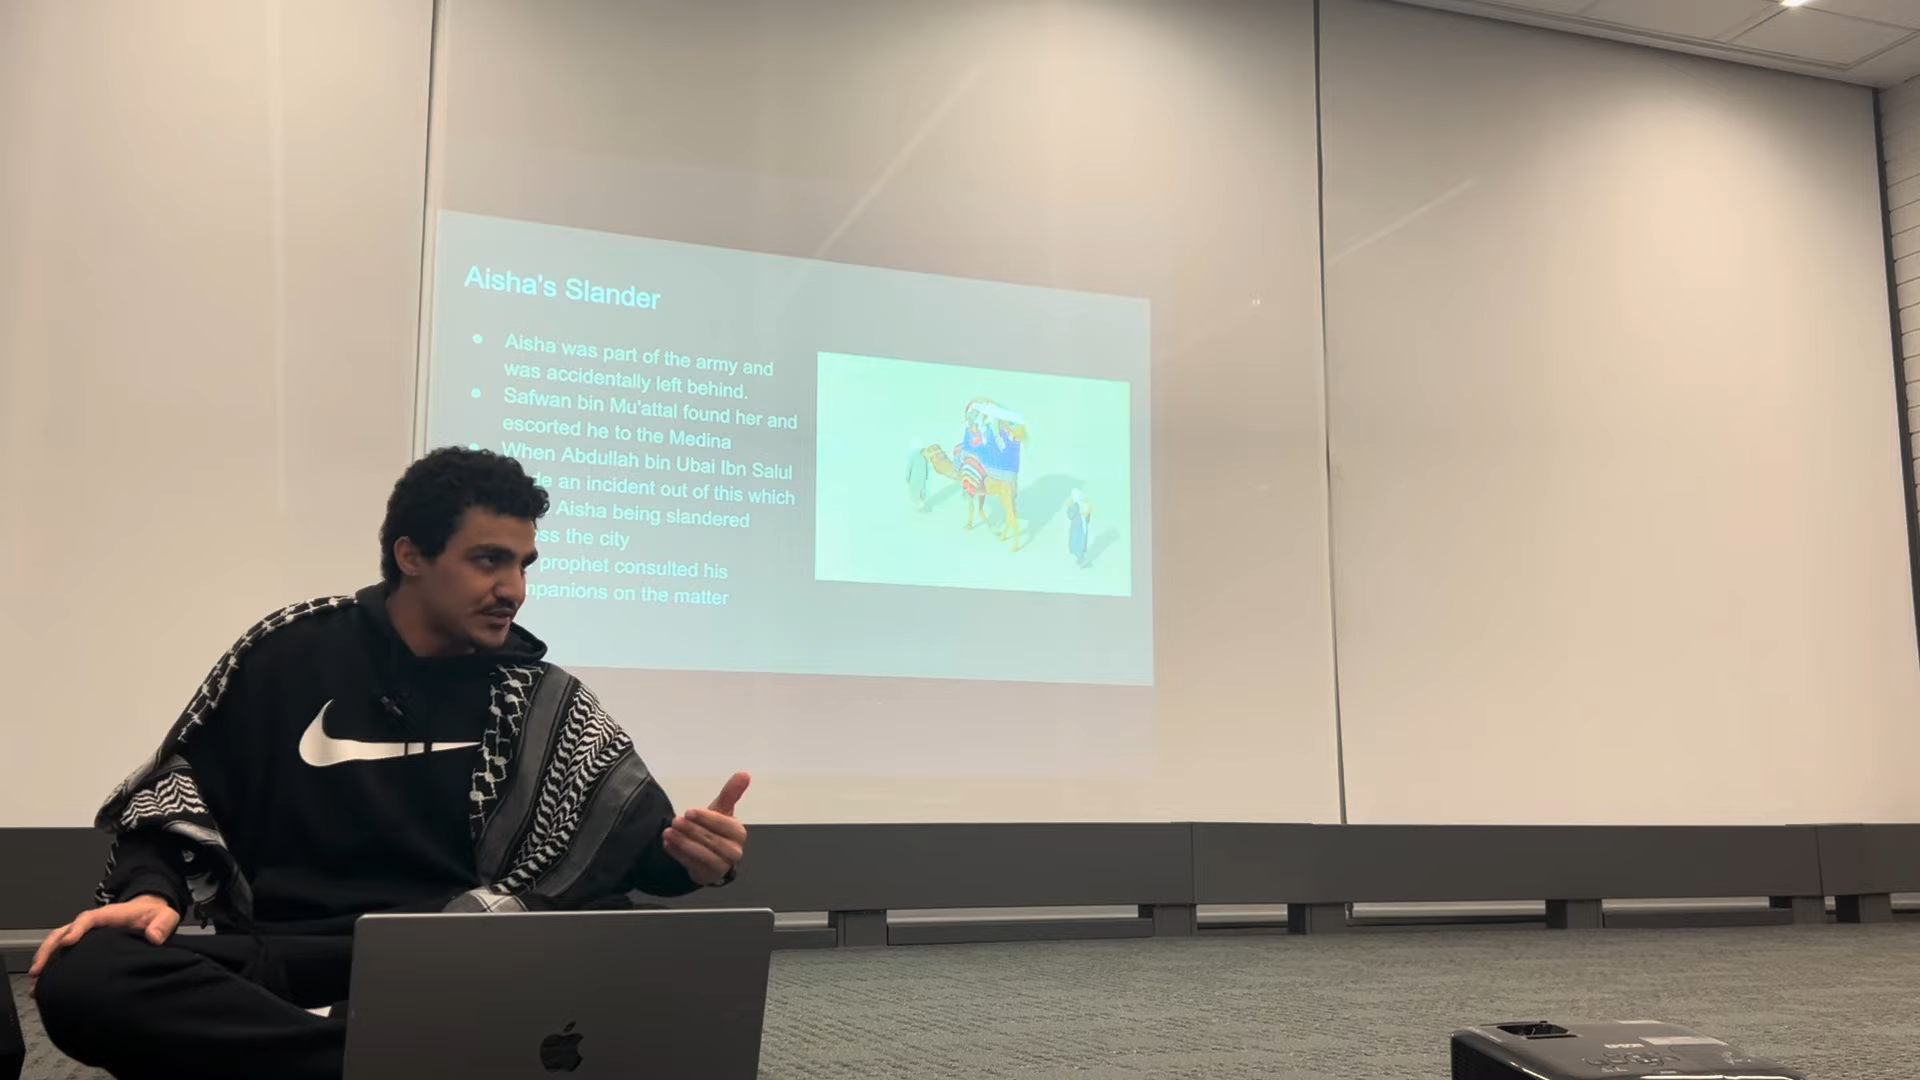 Aisha's Slander
Aisha was part of the army and
was accidentally left behind.
Safwan bin Mu'attal found her and
escorted he to the Medina
When Abdullah bin Ubai Ibn Salul
an incident out of this which
Aisha being slandered
the city
prophet consulted his
on the matter
EPSON